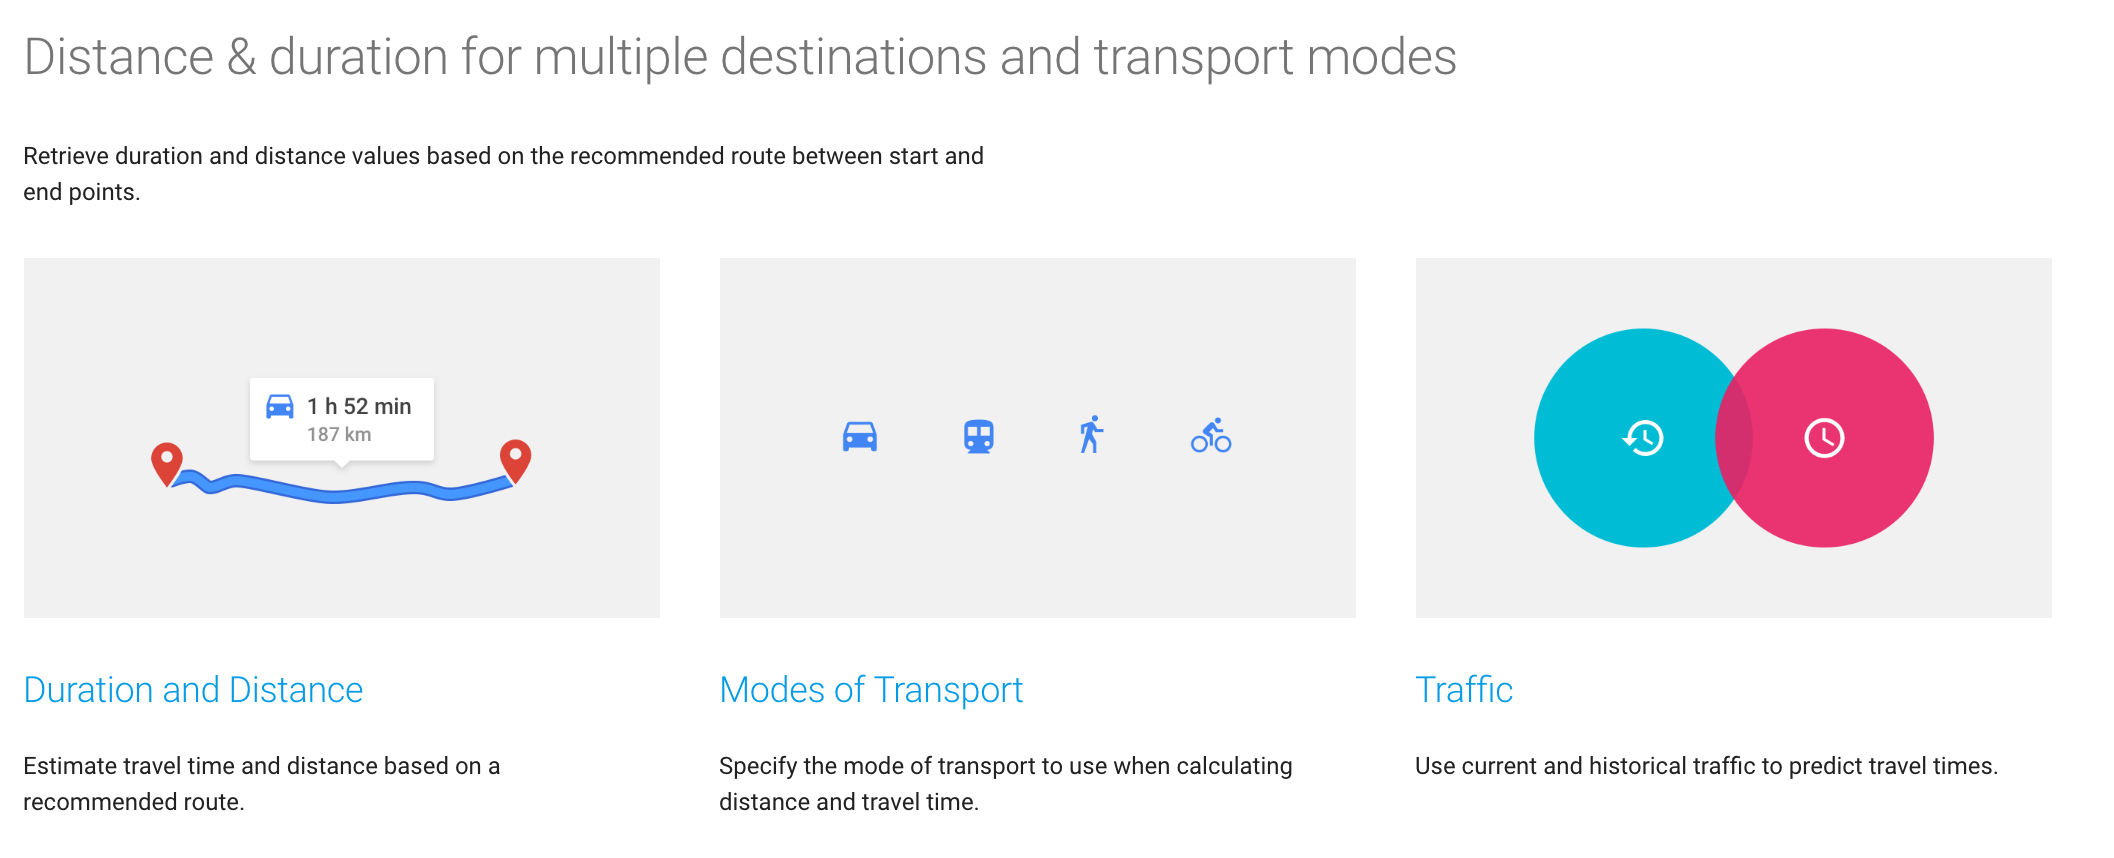 Distance & duration for multiple destinations and transport modes
Retrieve duration and distance values based on the recommended route between start and
end points.
1 h 52 min
187 km
Duration and Distance
Estimate travel time and distance based on a
recommended route.
Modes of Transport
Specify the mode of transport to use when calculating
distance and travel time.
Traffic
Use current and historical traffic to predict travel times.